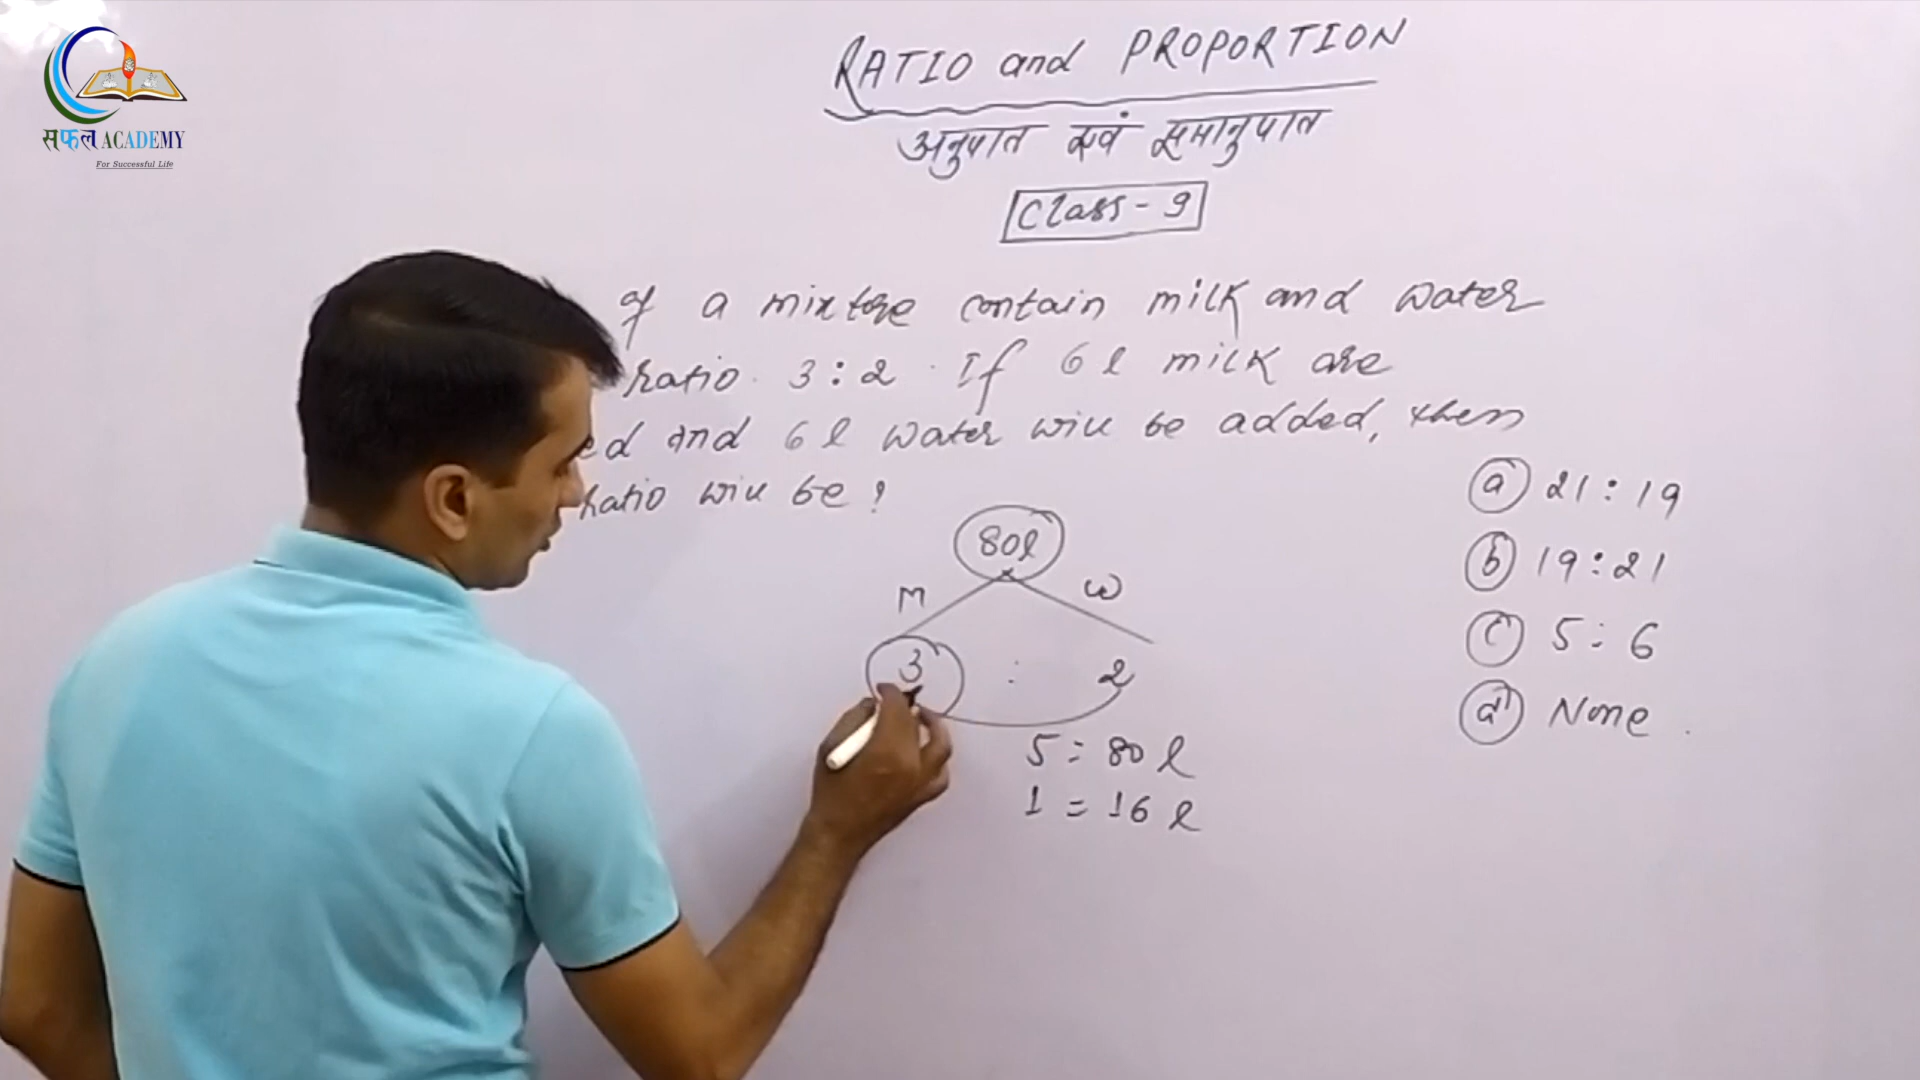 सफल ACADEMY
For Successful Life
RATIO and PROPORTION
अनुपात एवं समानुपात
Class - 9
of a mixture contain milk and water
ratio 3 : 2 . If 6 l milk are
ed and 6 l water will be added, then
ratio will be ?
80l
M W
3 : 2
5 = 80 l
1 = 16 l
(a) 21 : 19
(b) 19 : 21
(c) 5 : 6
(d) None .